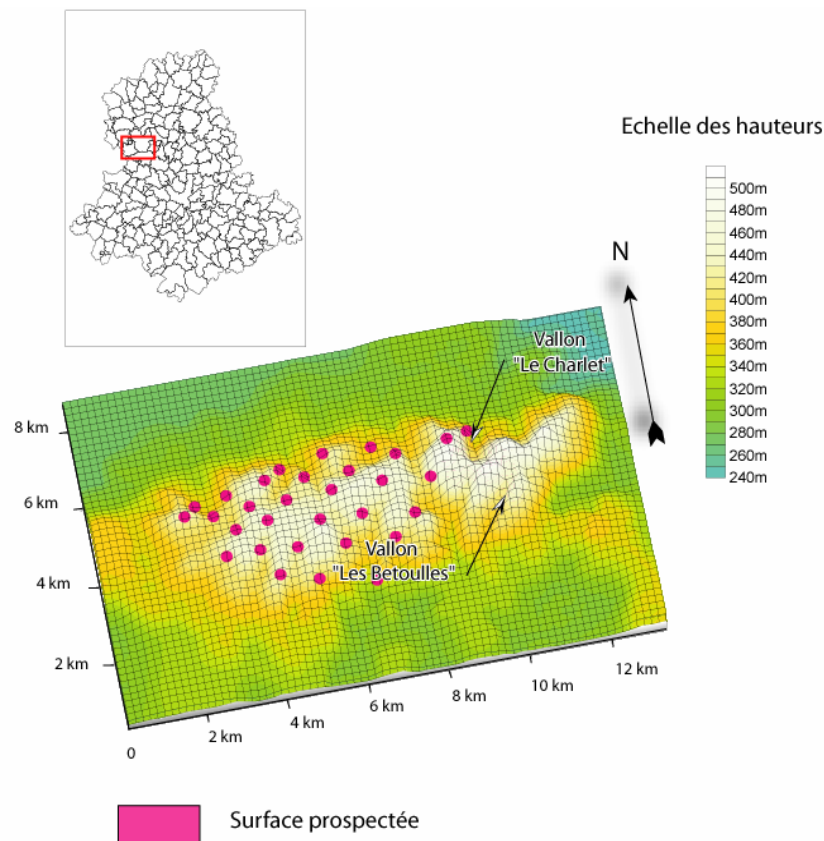 Echelle des hauteurs
500m
480m
460m
440m
420m
400m
380m
360m
340m
320m
300m
280m
260m
240m
N
Vallon
"Le Charlet"
8 km
6 km
4 km
2 km
Vallon
"Les Betoulles"
0
2 km
4 km
6 km
8 km
10 km
12 km
Surface prospectée